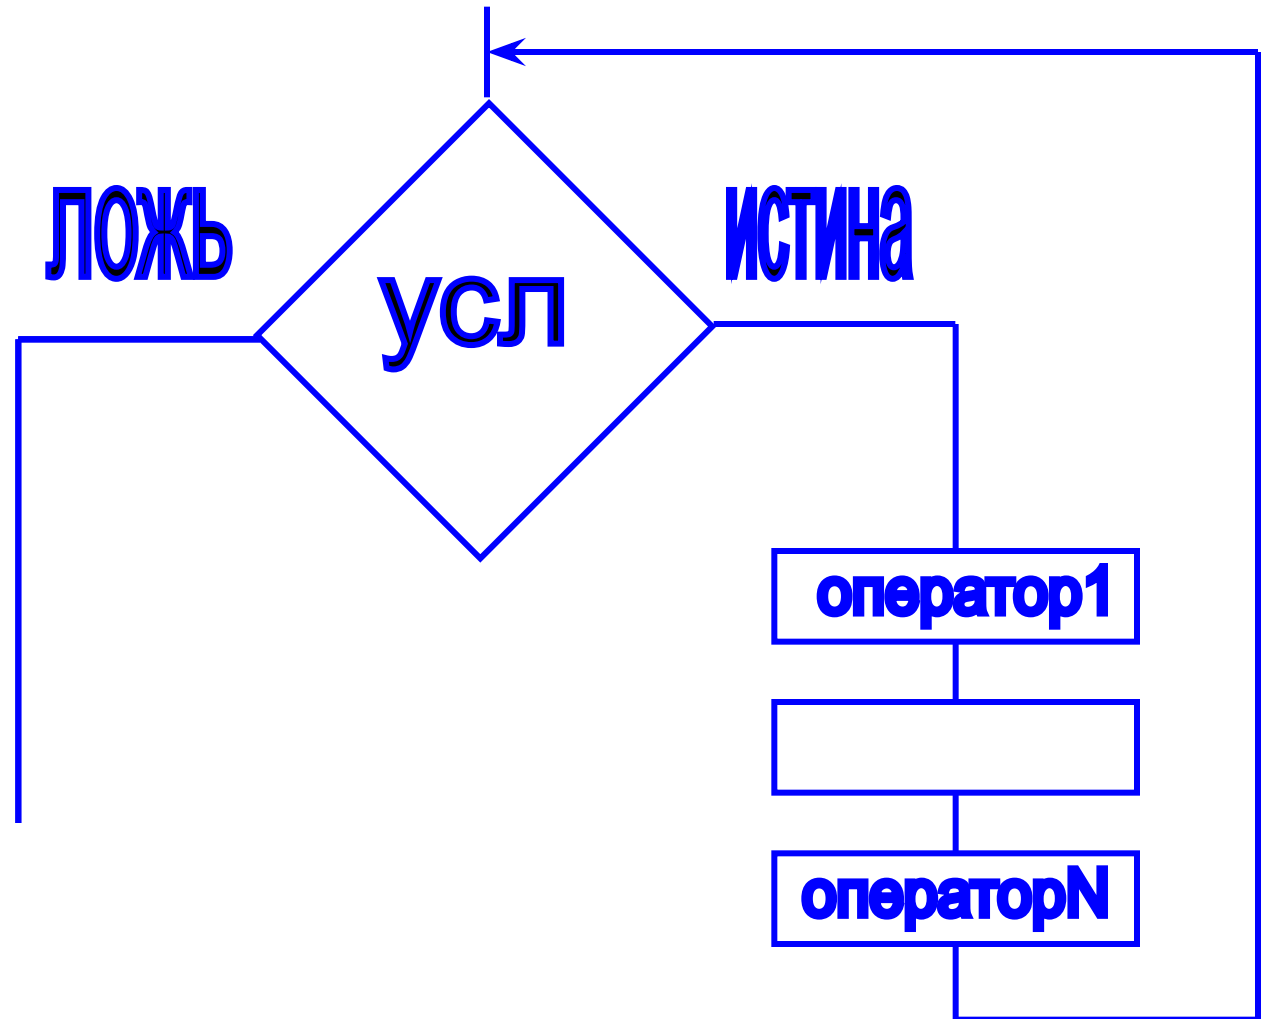 ложь
истина
усл
оператор1
операторN